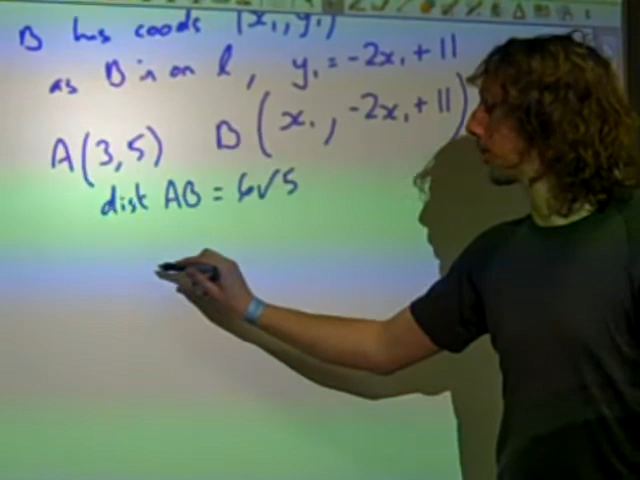 B has coords (x₁, y₁)
as B is on l, y₁ = -2x₁ + 11
A(3,5) B(x₁, -2x₁ + 11)
dist AB = 6√5